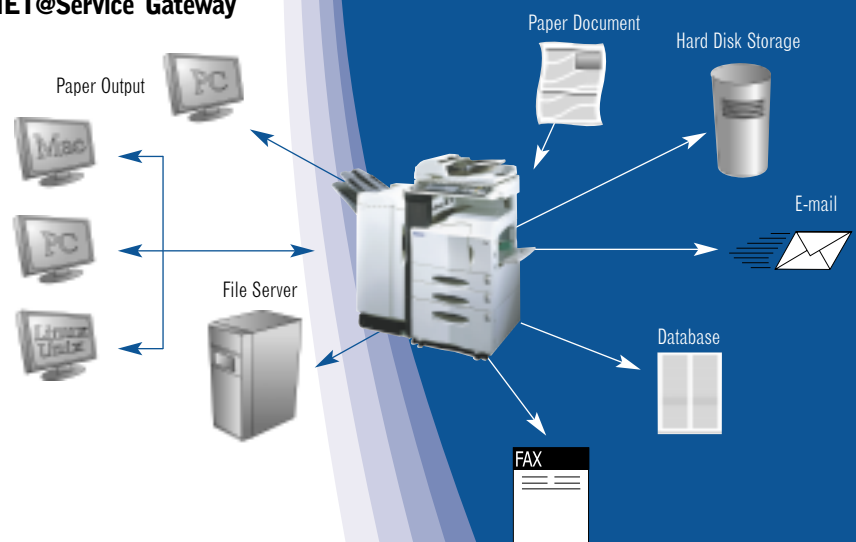 NET@Service Gateway
Paper Document
Hard Disk Storage
Paper Output
PC
Mac
E-mail
PC
File Server
Linux
Unix
Database
FAX